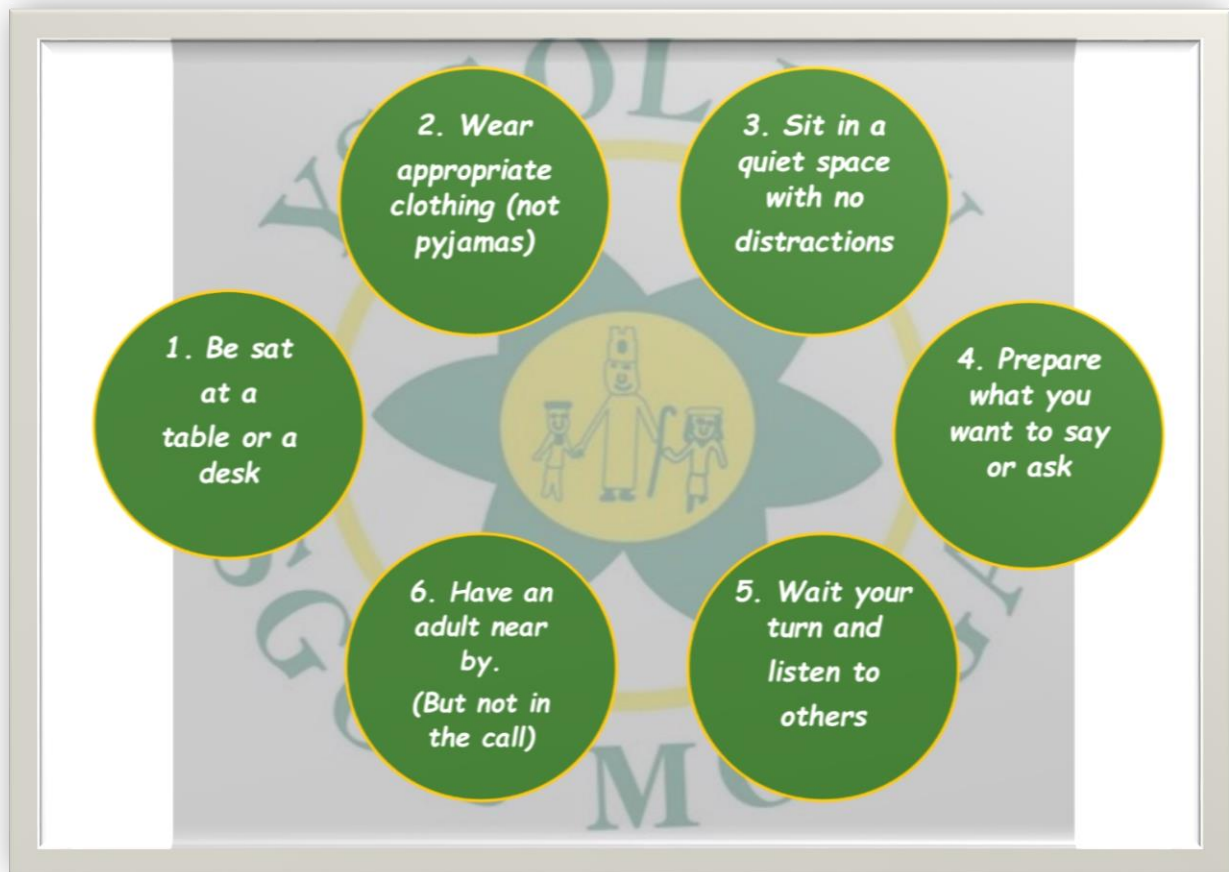 1. Be sat
at a
table or a
desk
2. Wear
appropriate
clothing (not
pyjamas)
3. Sit in a
quiet space
with no
distractions
4. Prepare
what you
want to say
or ask
5. Wait your
turn and
listen to
others
6. Have an
adult near
by.
(But not in
the call)